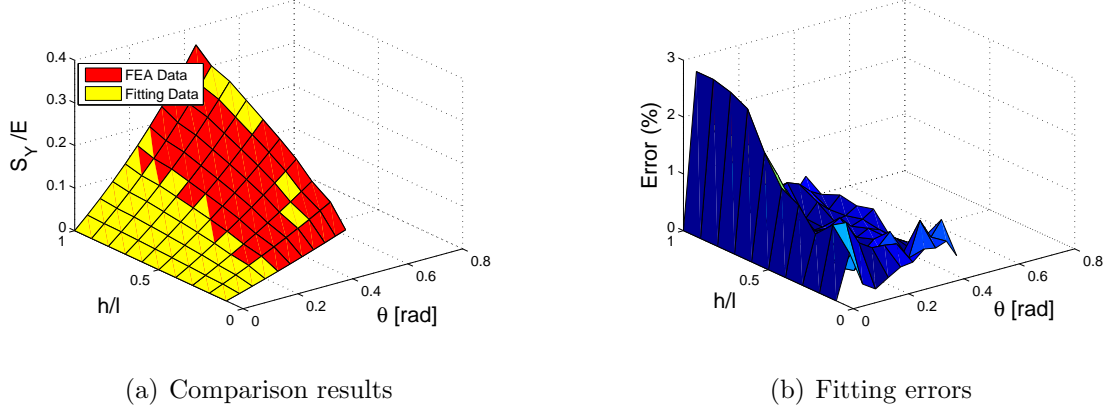 0.4
0.3
0.2
0.1
0
S_Y /E
FEA Data
Fitting Data
1
0.5
0
h/l
0
0.2
0.4
0.6
0.8
θ [rad]
(a) Comparison results
3
2
1
0
Error (%)
1
0.5
0
h/l
0
0.2
0.4
0.6
0.8
θ [rad]
(b) Fitting errors